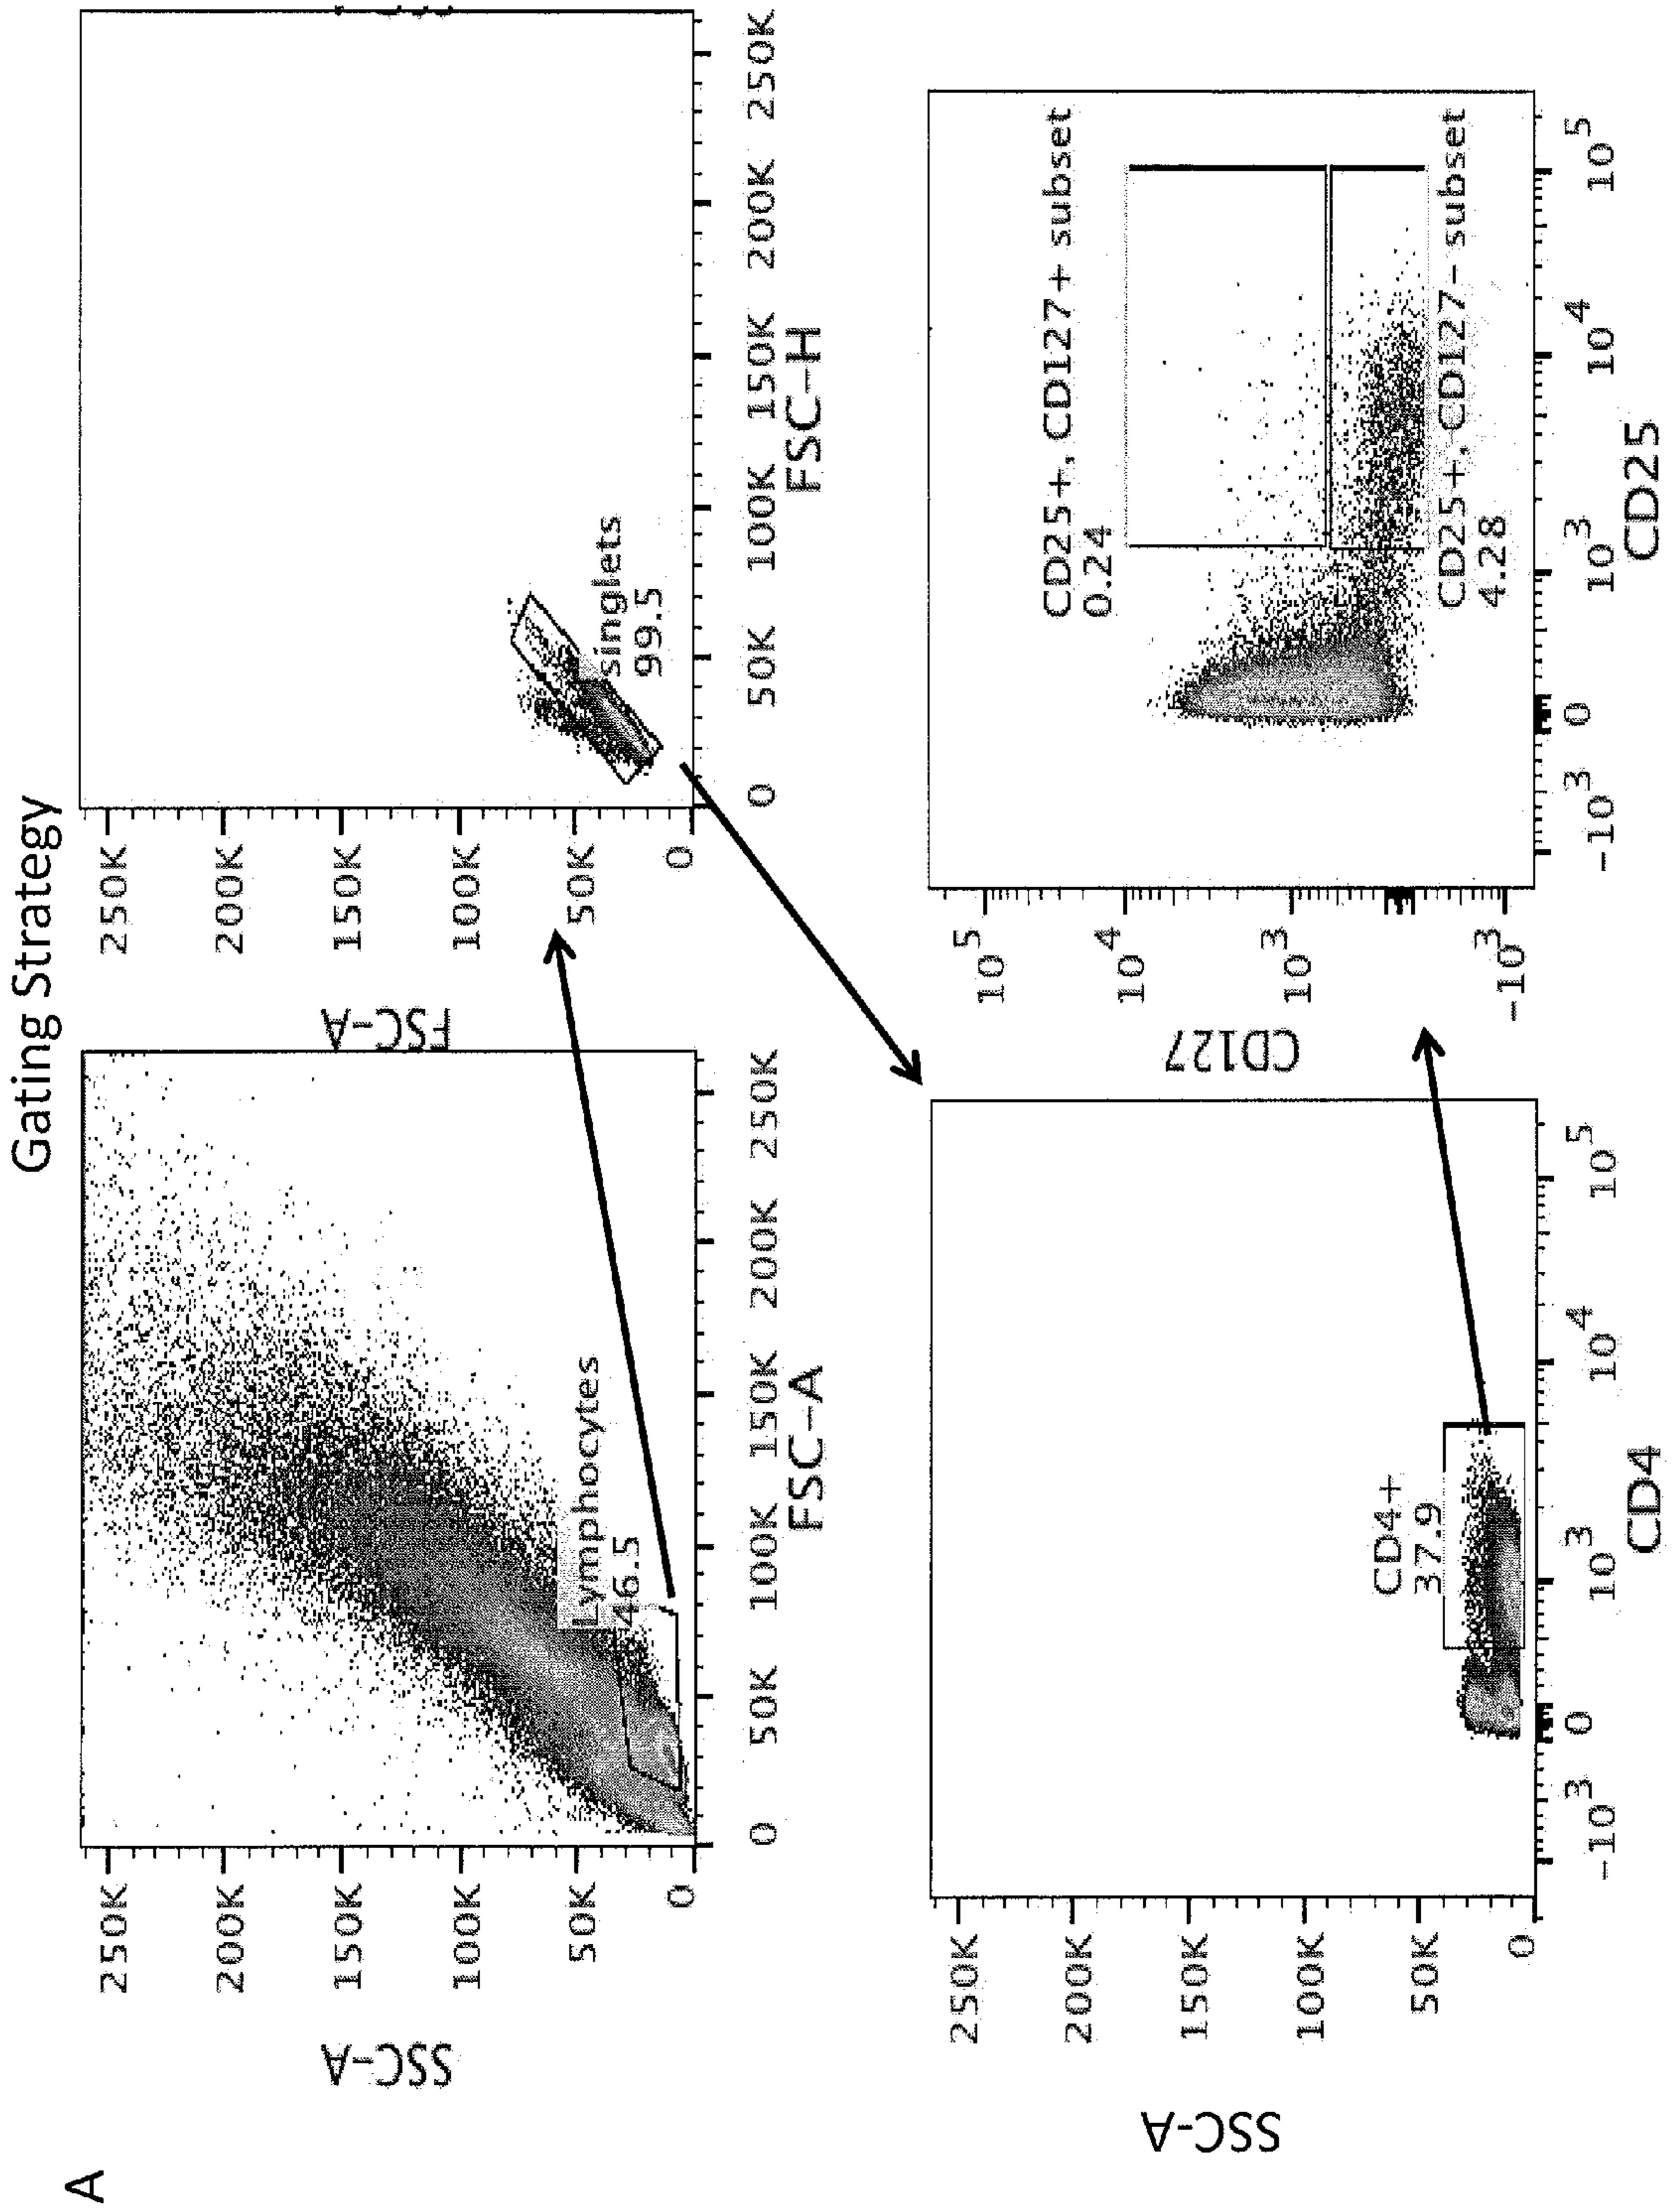 A
Gating Strategy
SSC-A
250K
200K
150K
100K
50K
0
Lymphocytes
46.5
0 50K 100K 150K 200K 250K
FSC-A
FSC-A
250K
200K
150K
100K
50K
0
singlets
99.5
0 50K 100K 150K 200K 250K
FSC-H
SSC-A
250K
200K
150K
100K
50K
0
CD4+
37.9
-10^3 0 10^3 10^4 10^5
CD4
CD127
10^5
10^4
10^3
-10^3
CD25+, CD127+ subset
0.24
CD25+, CD127- subset
4.28
-10^3 0 10^3 10^4 10^5
CD25